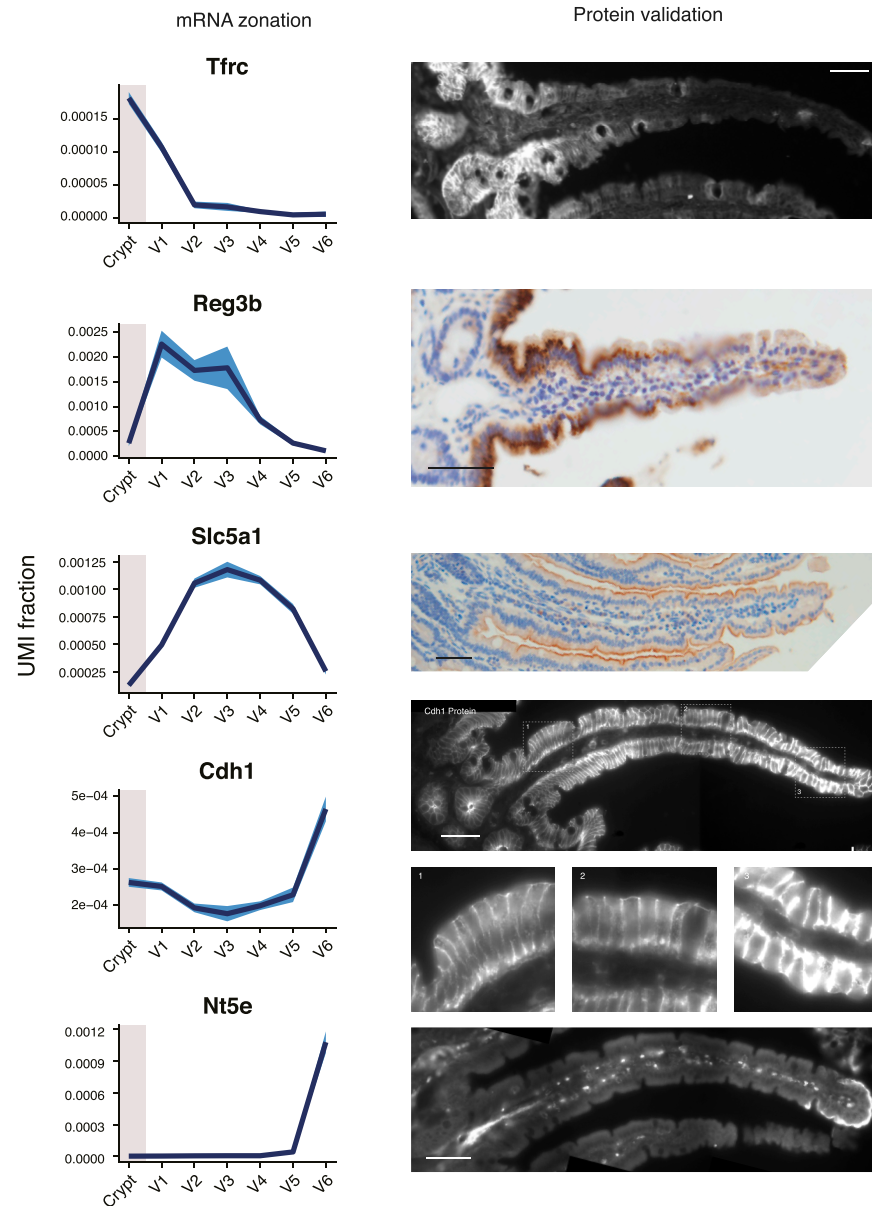 mRNA zonation
Protein validation
Tfrc
0.00015
0.00010
0.00005
0.00000
Crypt V1 V2 V3 V4 V5 V6
Reg3b
0.0025
0.0020
0.0015
0.0010
0.0005
0.0000
Crypt V1 V2 V3 V4 V5 V6
Slc5a1
UMI fraction
0.00125
0.00100
0.00075
0.00050
0.00025
Crypt V1 V2 V3 V4 V5 V6
Cdh1 Protein
1
2
3
Cdh1
5e−04
4e−04
3e−04
2e−04
Crypt V1 V2 V3 V4 V5 V6
1
2
3
Nt5e
0.0012
0.0009
0.0006
0.0003
0.0000
Crypt V1 V2 V3 V4 V5 V6